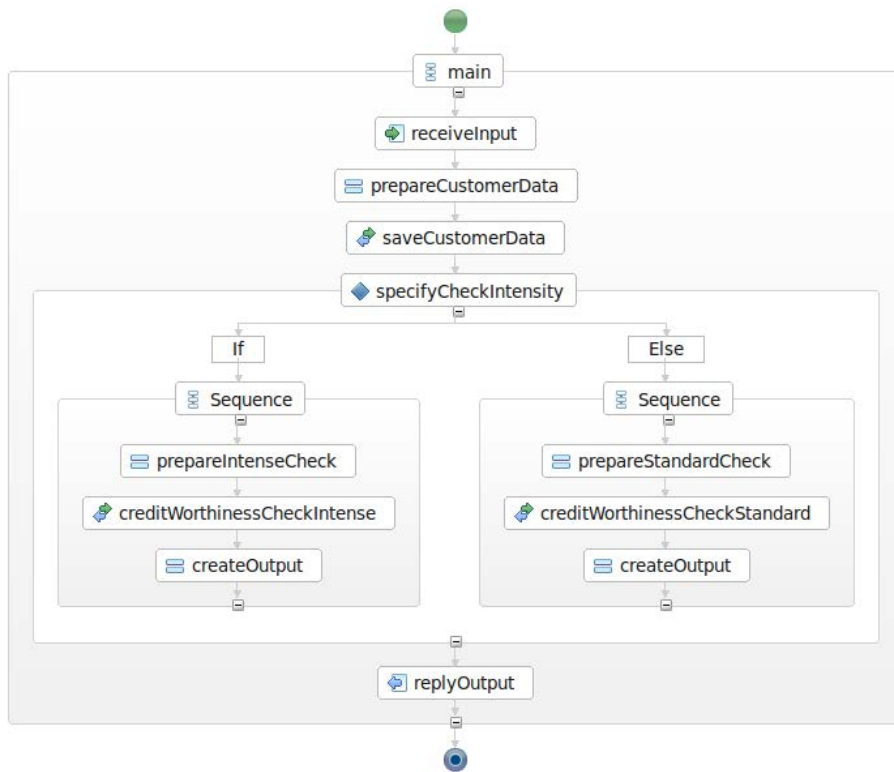 main
receiveInput
prepareCustomerData
saveCustomerData
specifyCheckIntensity
If
Else
Sequence
Sequence
prepareIntenseCheck
prepareStandardCheck
creditWorthinessCheckIntense
creditWorthinessCheckStandard
createOutput
createOutput
replyOutput